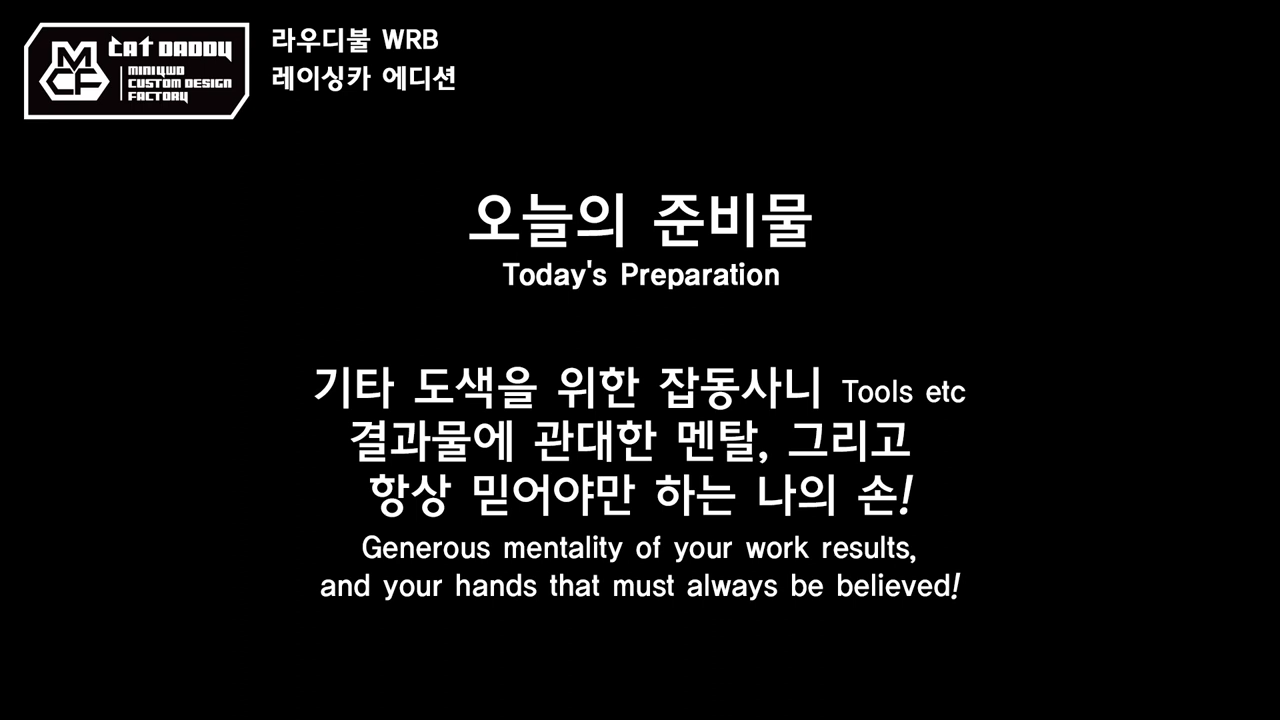 MCF
CAT DADDY
MINI4WD
CUSTOM DESIGN
FACTORY
라우디불 WRB
레이싱카 에디션
오늘의 준비물
Today's Preparation
기타 도색을 위한 잡동사니 Tools etc
결과물에 관대한 멘탈, 그리고
항상 믿어야만 하는 나의 손!
Generous mentality of your work results,
and your hands that must always be believed!